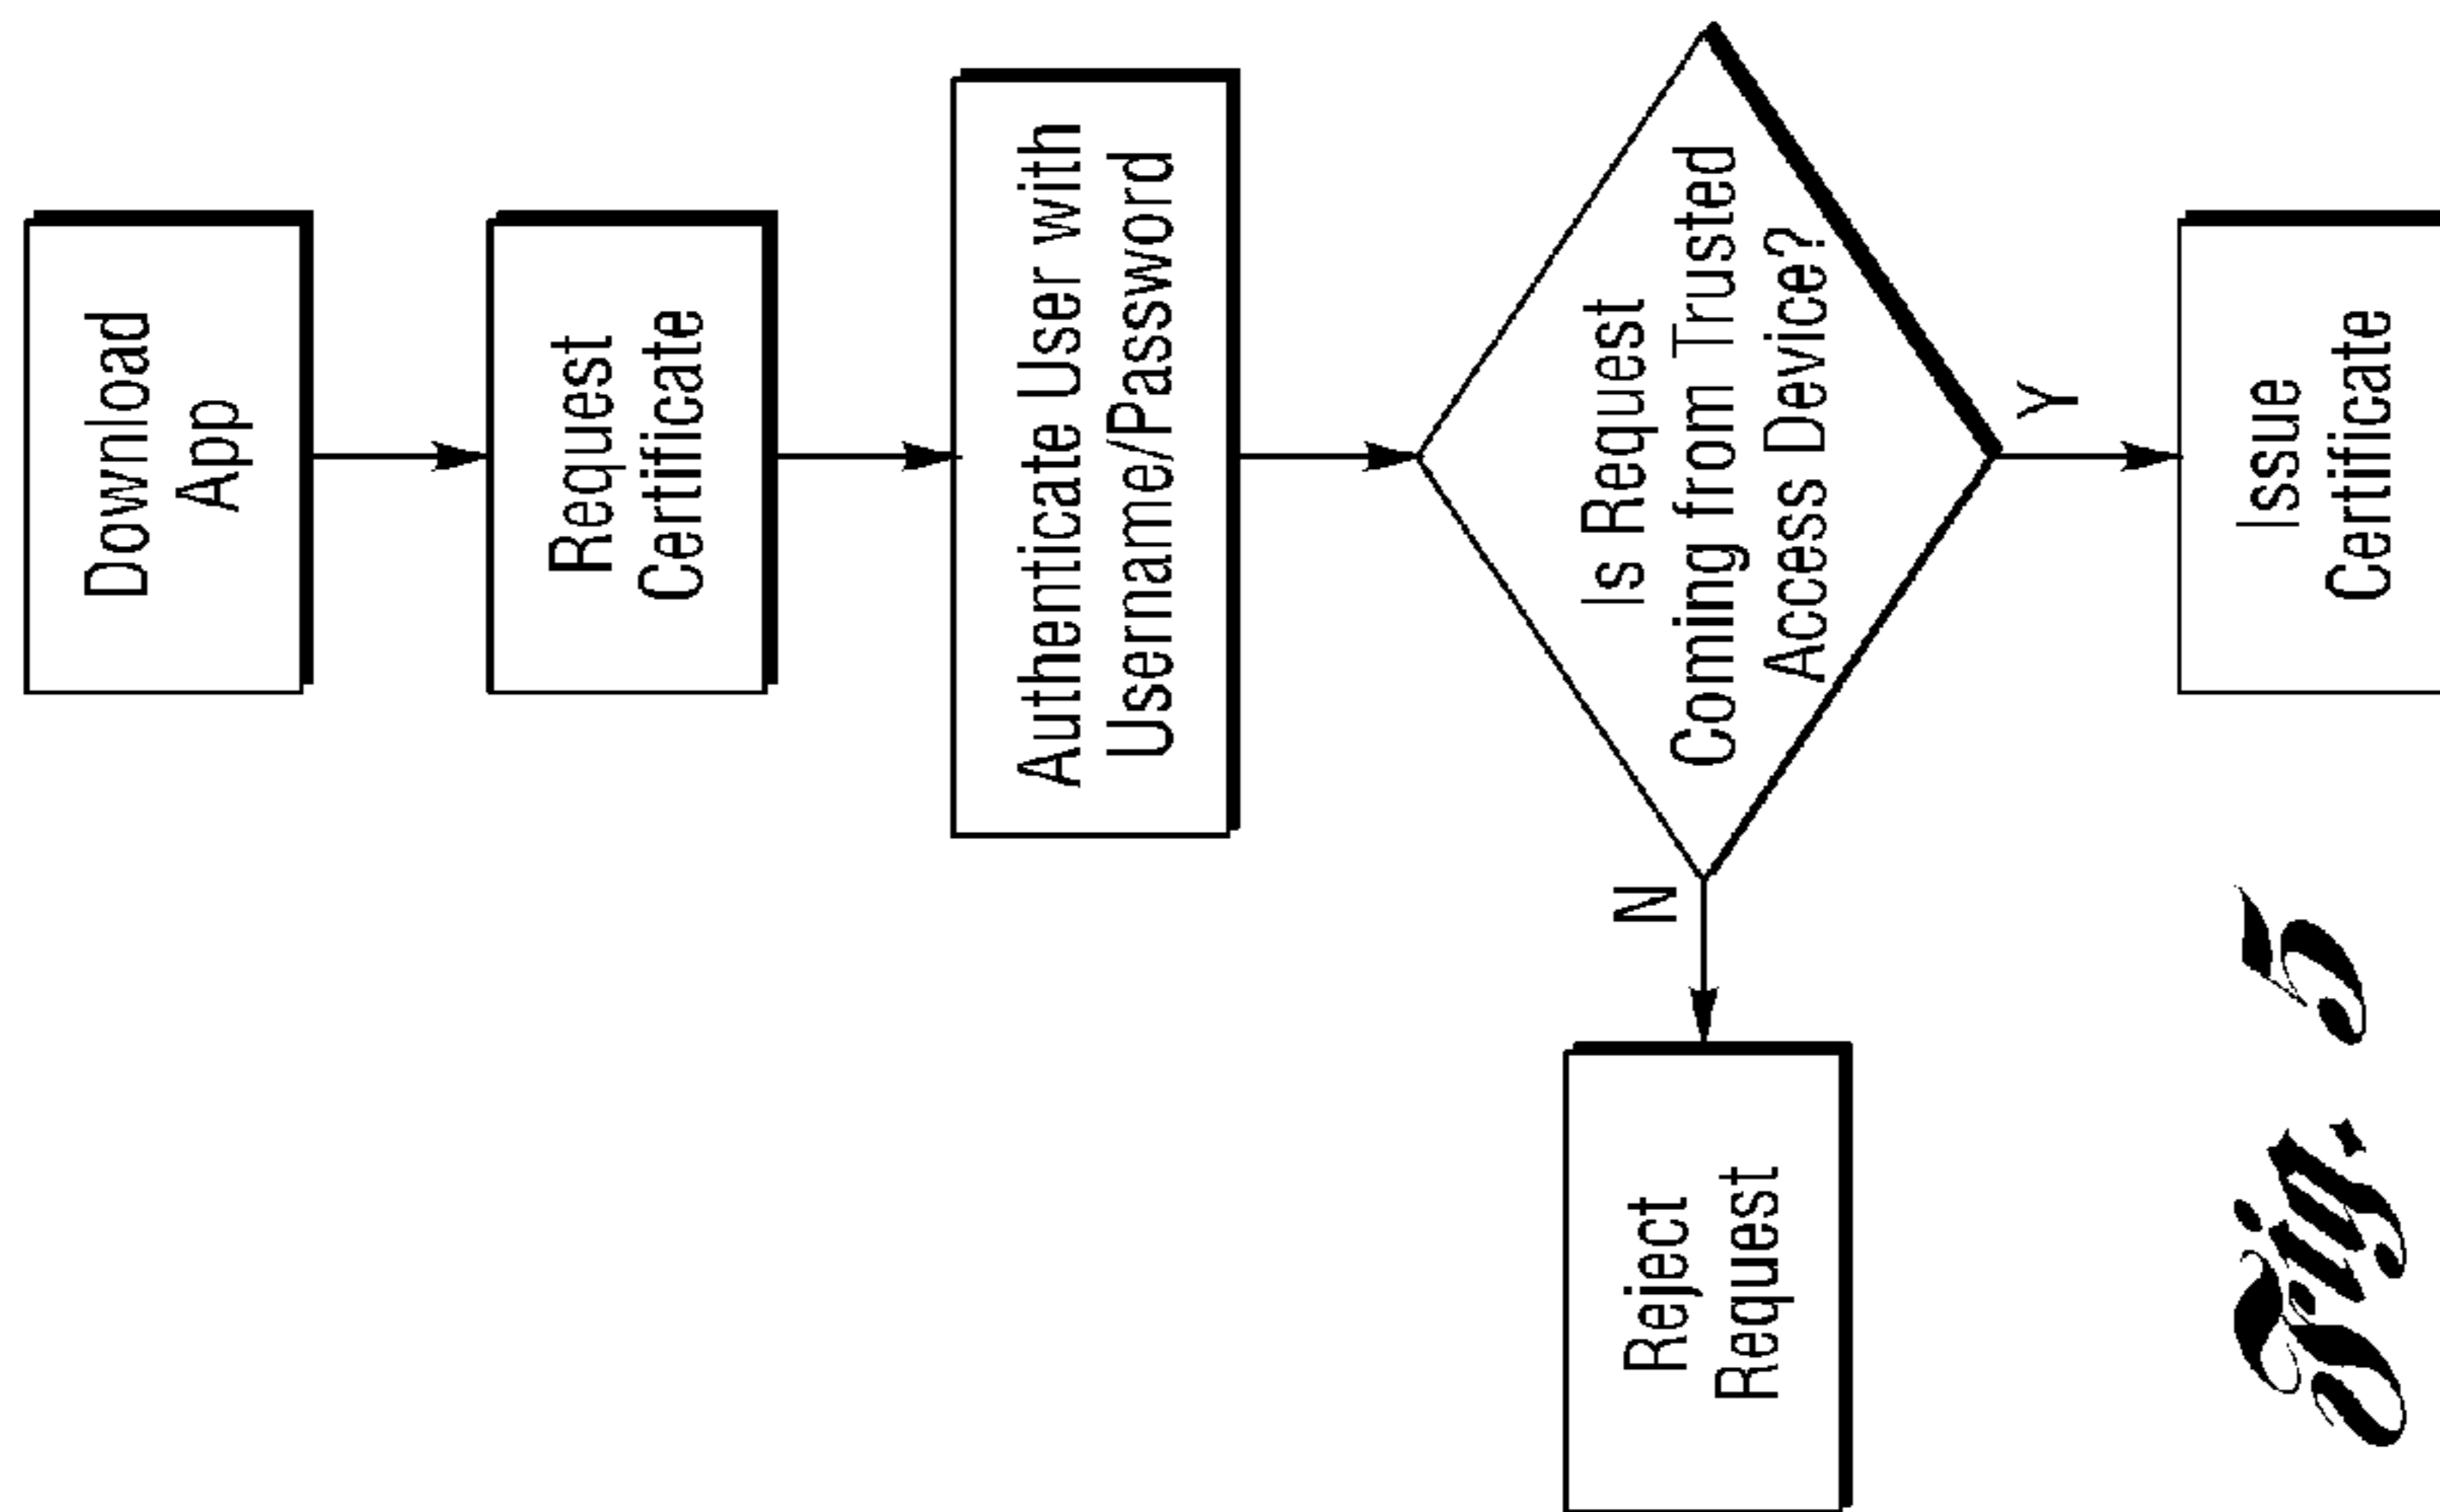 Download
App
Request
Certificate
Authenticate User with
Username/Password
Is Request
Coming from Trusted
Access Device?
N
Y
Reject
Request
Issue
Certificate
Fig. 5